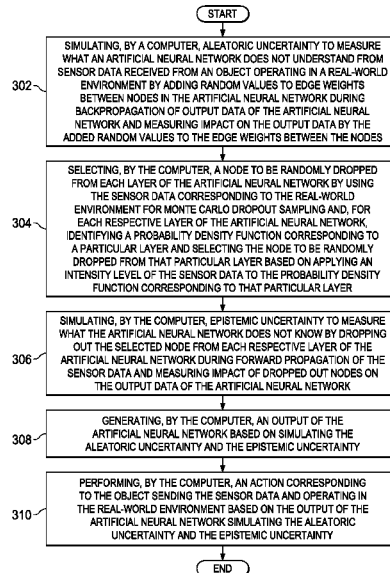 START
302
SIMULATING, BY A COMPUTER, ALEATORIC UNCERTAINTY TO MEASURE
WHAT AN ARTIFICIAL NEURAL NETWORK DOES NOT UNDERSTAND FROM
SENSOR DATA RECEIVED FROM AN OBJECT OPERATING IN A REAL-WORLD
ENVIRONMENT BY ADDING RANDOM VALUES TO EDGE WEIGHTS
BETWEEN NODES IN THE ARTIFICIAL NEURAL NETWORK DURING
BACKPROPAGATION OF OUTPUT DATA OF THE ARTIFICIAL NEURAL
NETWORK AND MEASURING IMPACT ON THE OUTPUT DATA BY THE
ADDED RANDOM VALUES TO THE EDGE WEIGHTS BETWEEN THE NODES
304
SELECTING, BY THE COMPUTER, A NODE TO BE RANDOMLY DROPPED
FROM EACH LAYER OF THE ARTIFICIAL NEURAL NETWORK BY USING
THE SENSOR DATA CORRESPONDING TO THE REAL-WORLD
ENVIRONMENT FOR MONTE CARLO DROPOUT SAMPLING AND, FOR
EACH RESPECTIVE LAYER OF THE ARTIFICIAL NEURAL NETWORK,
IDENTIFYING A PROBABILITY DENSITY FUNCTION CORRESPONDING TO
A PARTICULAR LAYER AND SELECTING THE NODE TO BE RANDOMLY
DROPPED FROM THAT PARTICULAR LAYER BASED ON APPLYING AN
INTENSITY LEVEL OF THE SENSOR DATA TO THE PROBABILITY DENSITY
FUNCTION CORRESPONDING TO THAT PARTICULAR LAYER
306
SIMULATING, BY THE COMPUTER, EPISTEMIC UNCERTAINTY TO MEASURE
WHAT THE ARTIFICIAL NEURAL NETWORK DOES NOT KNOW BY DROPPING
OUT THE SELECTED NODE FROM EACH RESPECTIVE LAYER OF THE
ARTIFICIAL NEURAL NETWORK DURING FORWARD PROPAGATION OF THE
SENSOR DATA AND MEASURING IMPACT OF DROPPED OUT NODES ON
THE OUTPUT DATA OF THE ARTIFICIAL NEURAL NETWORK
308
GENERATING, BY THE COMPUTER, AN OUTPUT OF THE
ARTIFICIAL NEURAL NETWORK BASED ON SIMULATING THE
ALEATORIC UNCERTAINTY AND THE EPISTEMIC UNCERTAINTY
310
PERFORMING, BY THE COMPUTER, AN ACTION CORRESPONDING
TO THE OBJECT SENDING THE SENSOR DATA AND OPERATING IN
THE REAL-WORLD ENVIRONMENT BASED ON THE OUTPUT OF THE
ARTIFICIAL NEURAL NETWORK SIMULATING THE ALEATORIC
UNCERTAINTY AND THE EPISTEMIC UNCERTAINTY
END